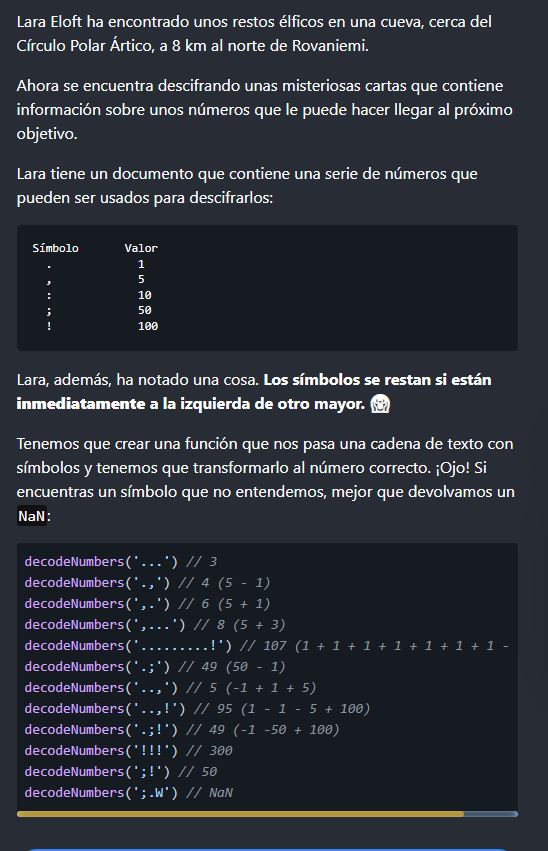 Lara Eloft ha encontrado unos restos élficos en una cueva, cerca del
Círculo Polar Ártico, a 8 km al norte de Rovaniemi.
Ahora se encuentra descifrando unas misteriosas cartas que contiene
información sobre unos números que le puede hacer llegar al próximo
objetivo.
Lara tiene un documento que contiene una serie de números que
pueden ser usados para descifrarlos:
Símbolo Valor
. 1
, 5
: 10
; 50
! 100
Lara, además, ha notado una cosa. Los símbolos se restan si están
inmediatamente a la izquierda de otro mayor. 😱
Tenemos que crear una función que nos pasa una cadena de texto con
símbolos y tenemos que transformarlo al número correcto. ¡Ojo! Si
encuentras un símbolo que no entendemos, mejor que devolvamos un
NaN:
decodeNumbers('...') // 3
decodeNumbers('.,') // 4 (5 - 1)
decodeNumbers(',.') // 6 (5 + 1)
decodeNumbers(',...') // 8 (5 + 3)
decodeNumbers('.........!') // 107 (1 + 1 + 1 + 1 + 1 + 1 + 1 -
decodeNumbers('.;') // 49 (50 - 1)
decodeNumbers('..,') // 5 (-1 + 1 + 5)
decodeNumbers('..,!') // 95 (1 - 1 - 5 + 100)
decodeNumbers('.;!') // 49 (-1 -50 + 100)
decodeNumbers('!!!') // 300
decodeNumbers(';!') // 50
decodeNumbers(';.W') // NaN